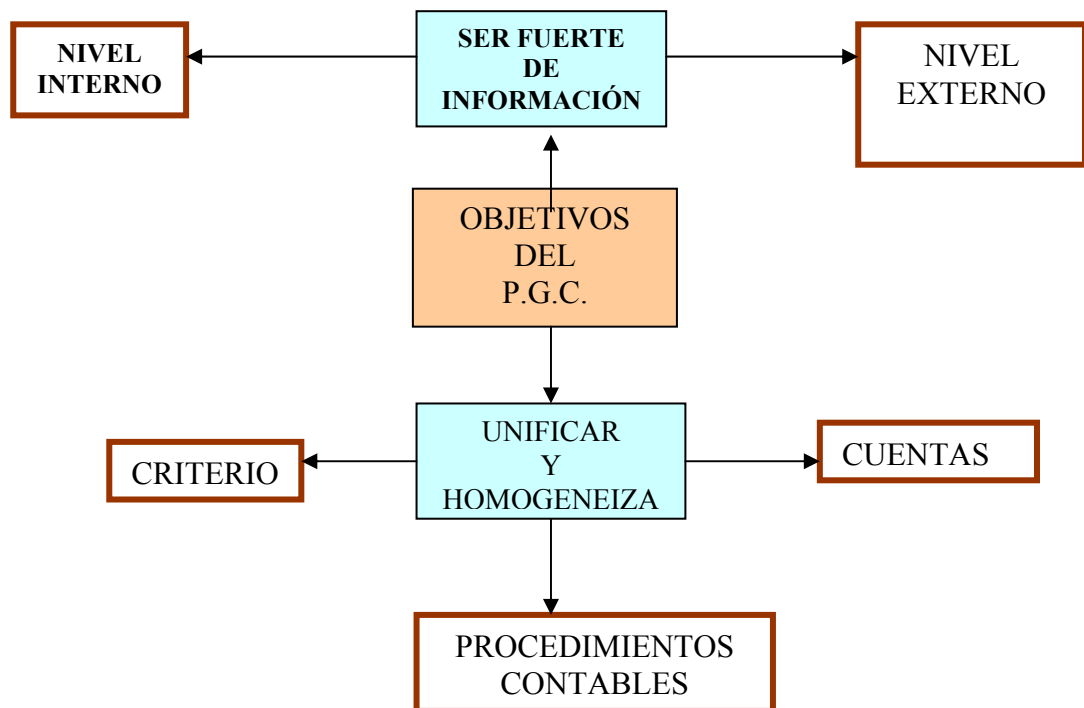 NIVEL
INTERNO
SER FUERTE
DE
INFORMACIÓN
NIVEL
EXTERNO
OBJETIVOS
DEL
P.G.C.
CRITERIO
UNIFICAR
Y
HOMOGENEIZA
CUENTAS
PROCEDIMIENTOS
CONTABLES